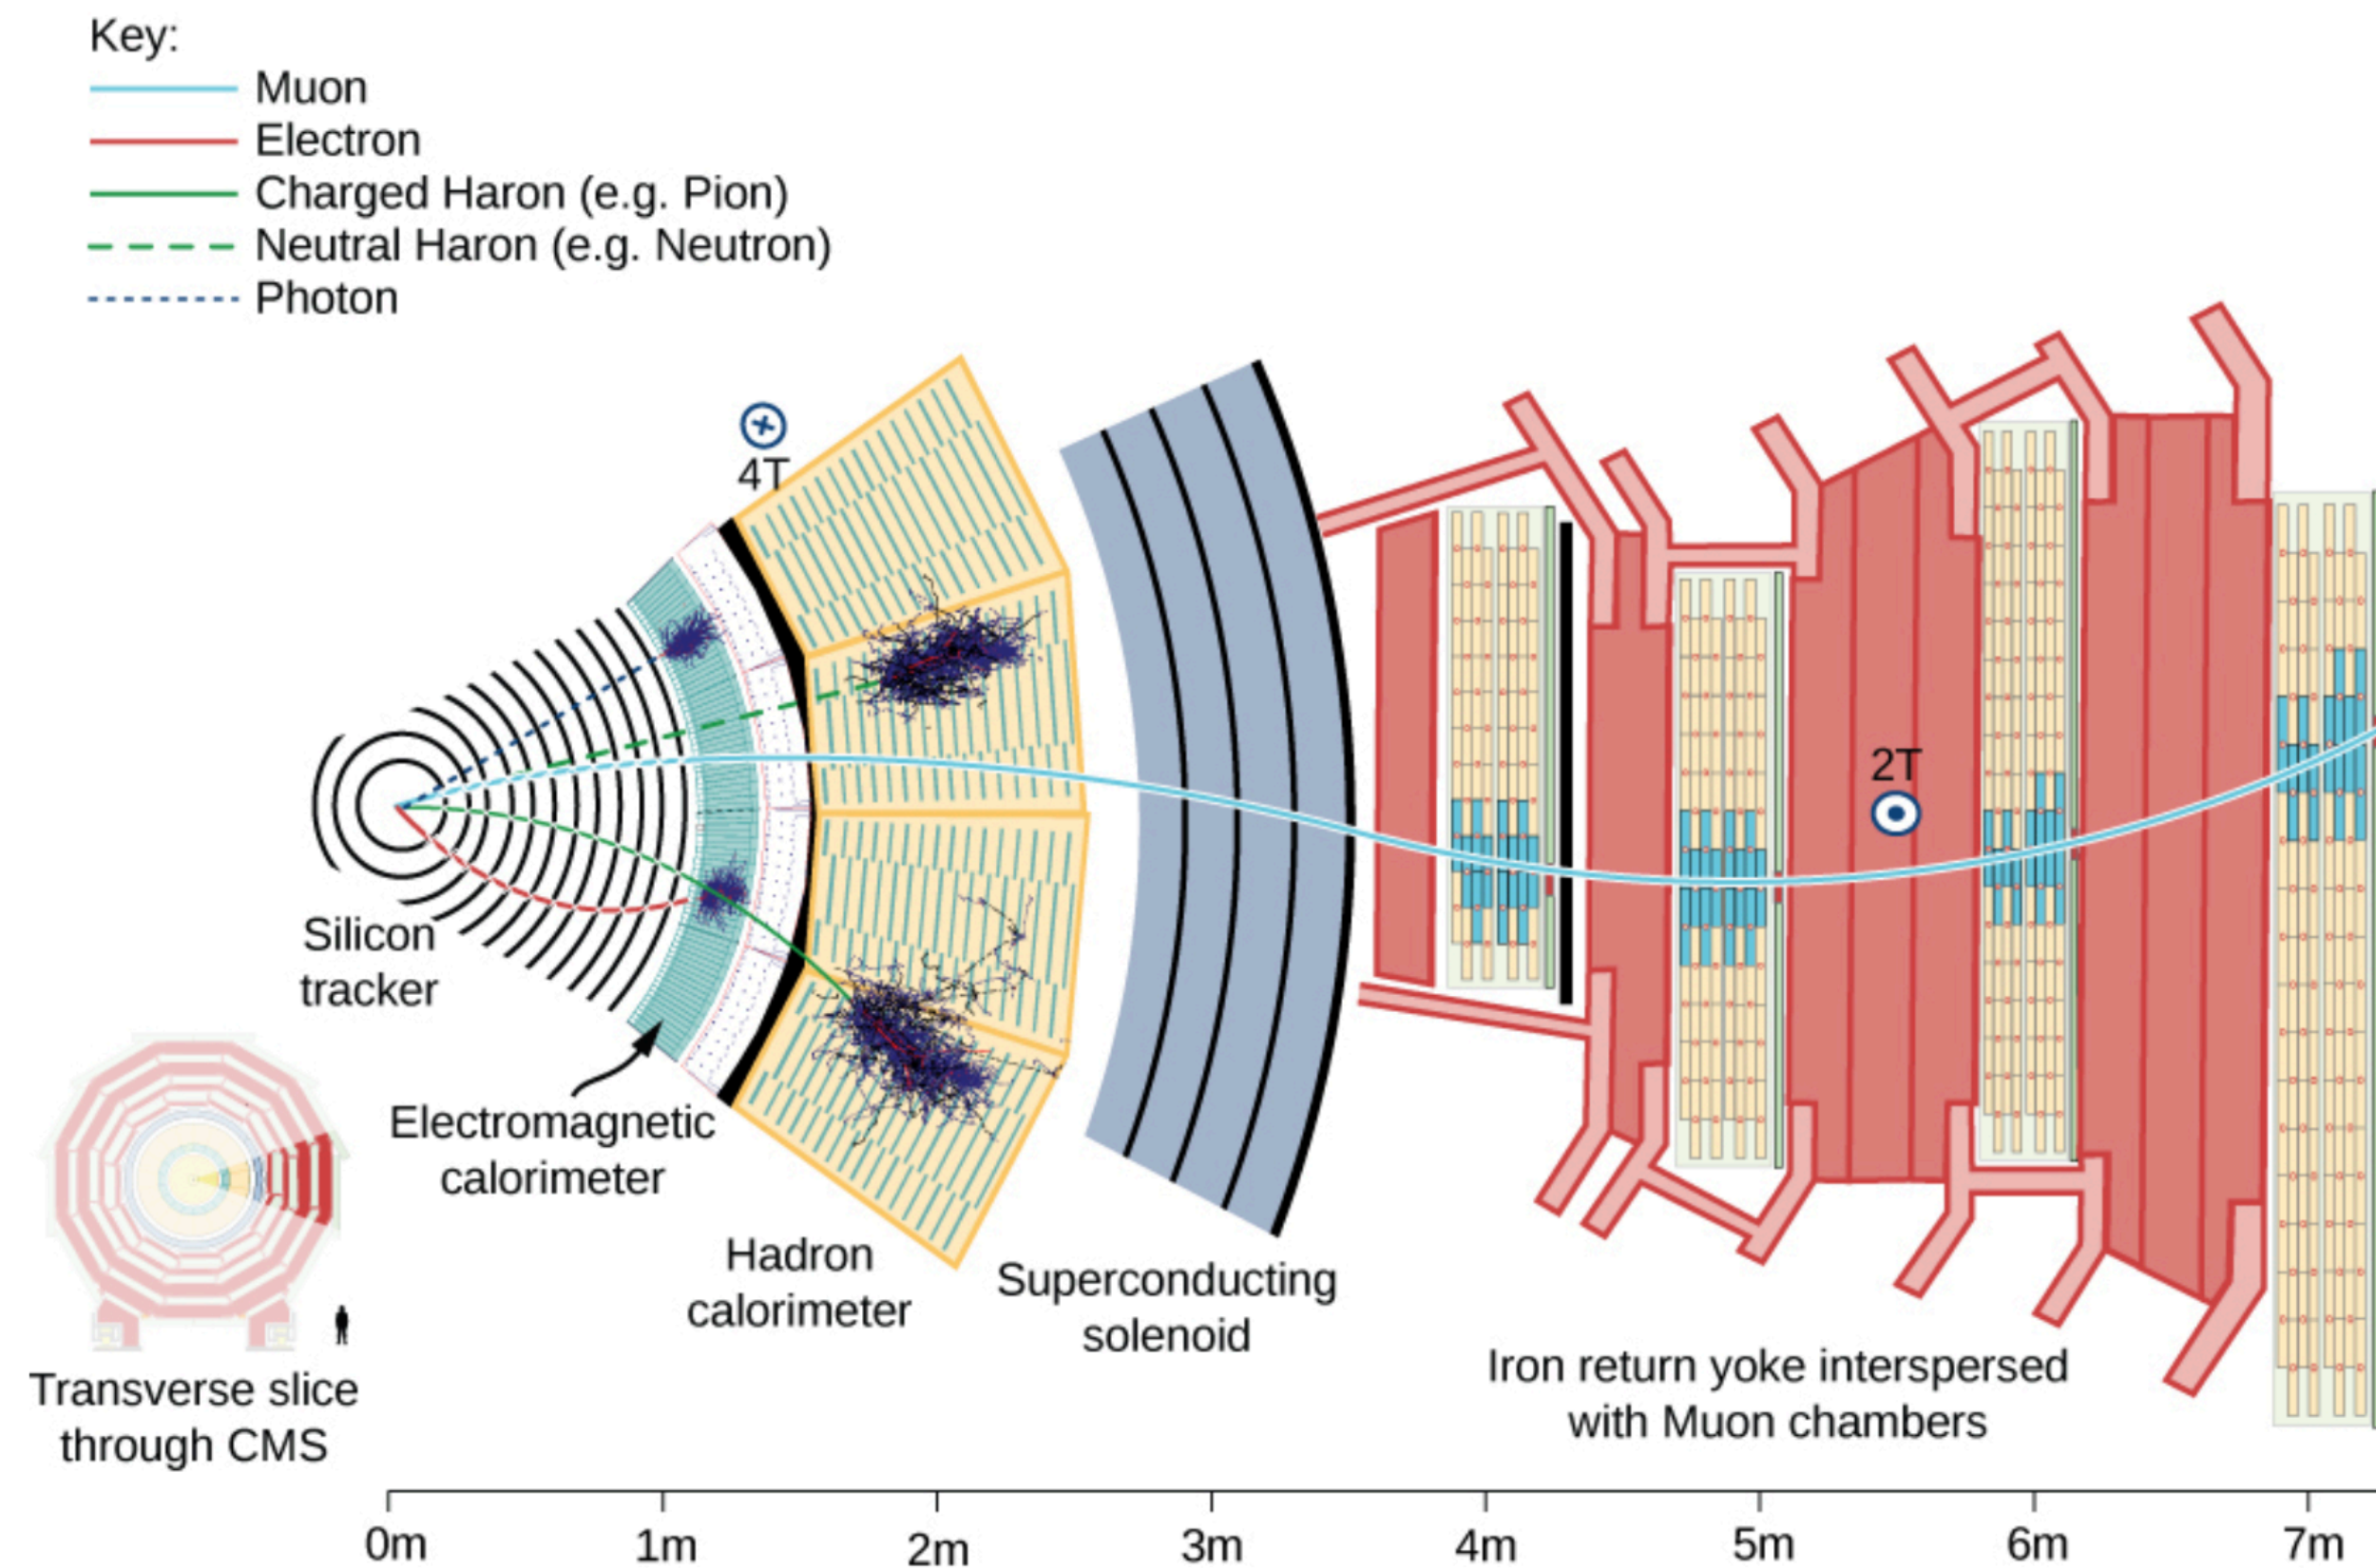 Key:
Muon
Electron
Charged Haron (e.g. Pion)
Neutral Haron (e.g. Neutron)
Photon
4T
2T
Silicon
tracker
Electromagnetic
calorimeter
Hadron
calorimeter
Superconducting
solenoid
Iron return yoke interspersed
with Muon chambers
Transverse slice
through CMS
0m 1m 2m 3m 4m 5m 6m 7m